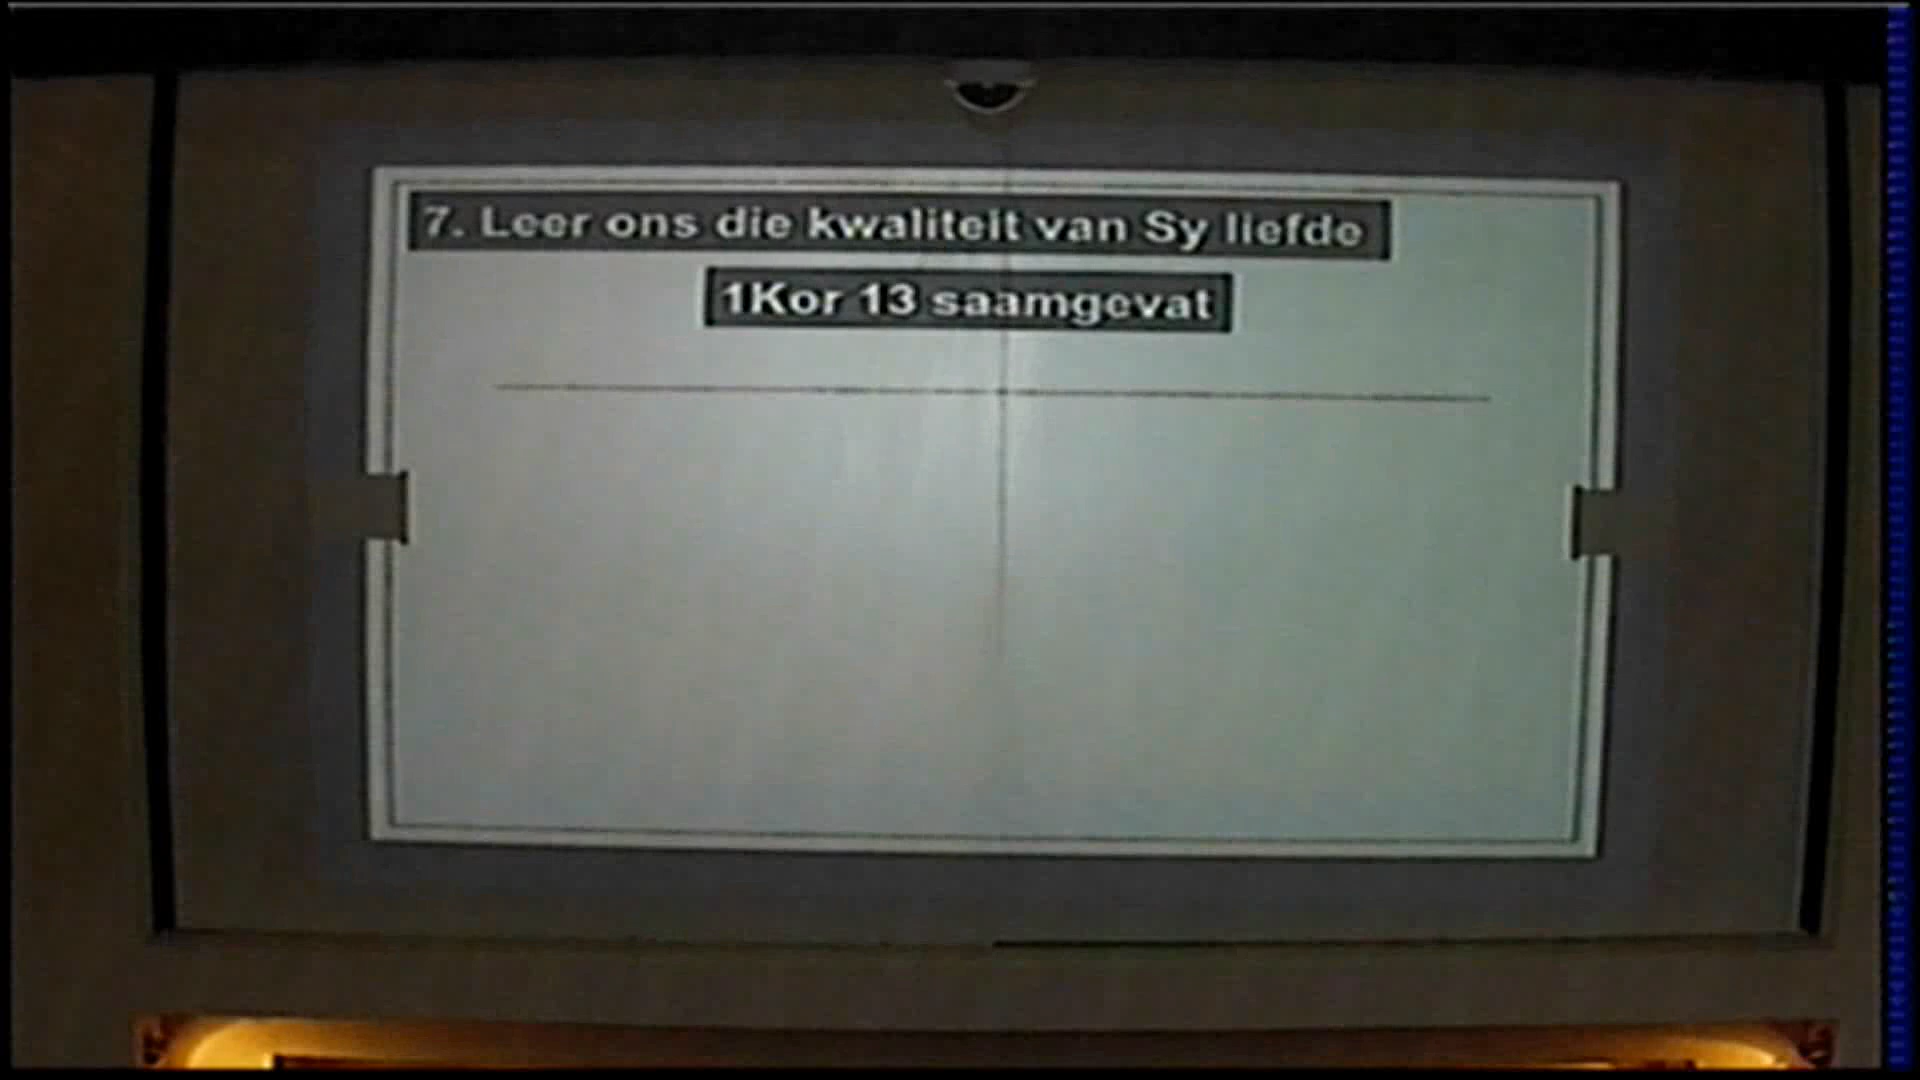 7. Leer ons die kwaliteit van Sy liefde
1Kor 13 saamgevat